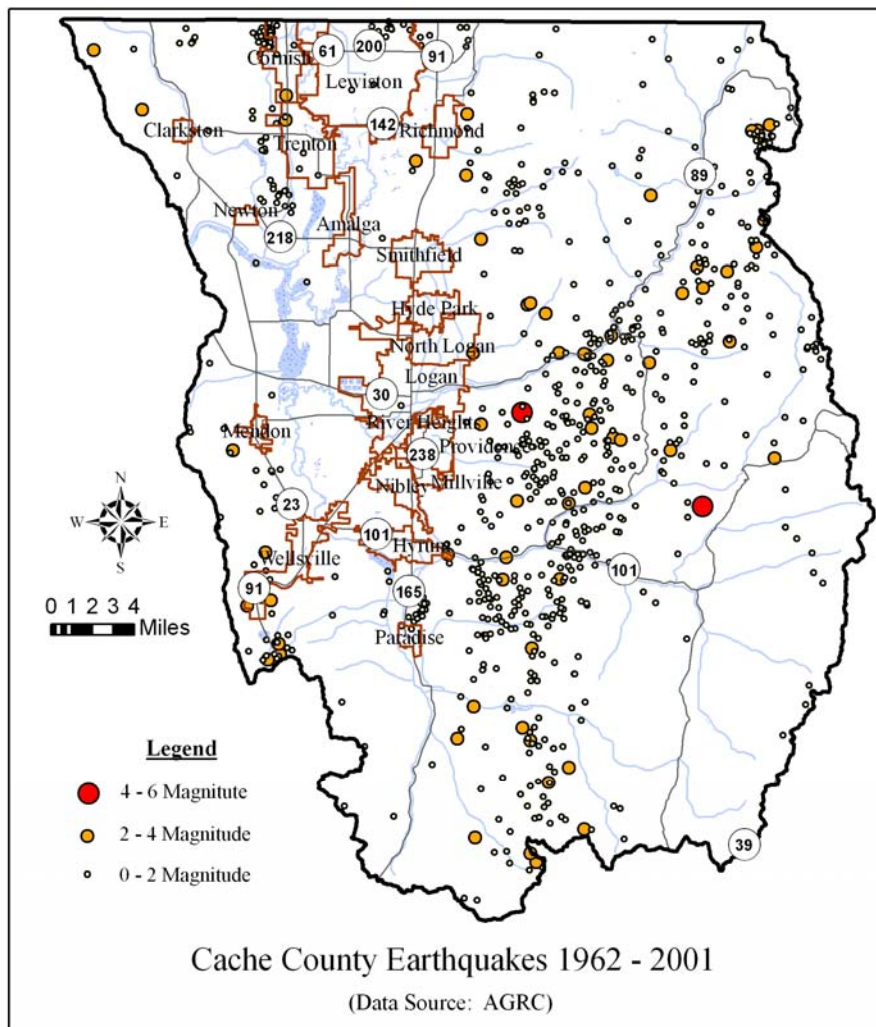 61
200
91
Cornish
Lewiston
142
Richmond
Clarkston
Trenton
89
Newton
Amalga
218
Smithfield
Hyde Park
North Logan
Logan
30
River Heights
Mendon
238
Providence
Nibley
Millville
23
N
W
E
S
101
Hyrum
Wellsville
101
91
165
0 1 2 3 4
Miles
Paradise
Legend
4 - 6 Magnitute
2 - 4 Magnitude
0 - 2 Magnitude
39
Cache County Earthquakes 1962 - 2001
(Data Source: AGRC)